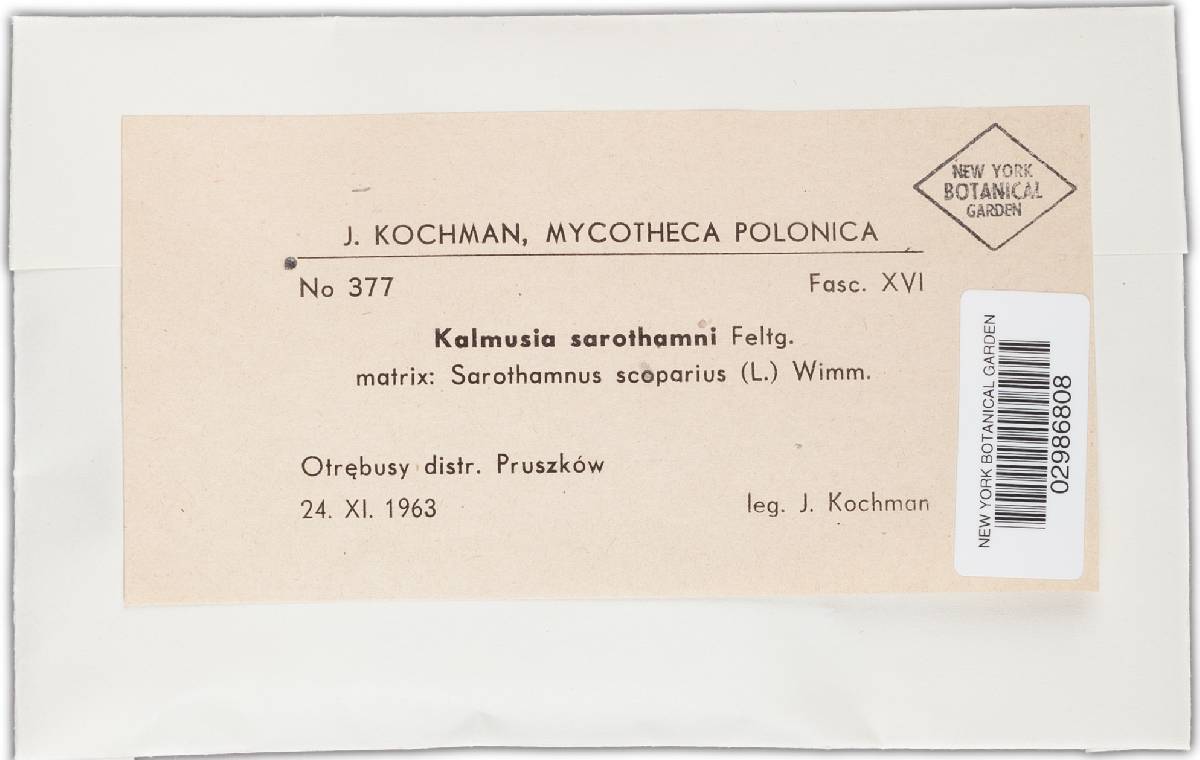 NEW YORK
BOTANICAL
GARDEN
J. KOCHMAN, MYCOTHECA POLONICA
No 377 Fasc. XVI
Kalmusia sarothamni Feltg.
matrix: Sarothamnus scoparius (L.) Wimm.
Otrębusy distr. Pruszków
24. XI. 1963 leg. J. Kochman
NEW YORK BOTANICAL GARDEN
02986808